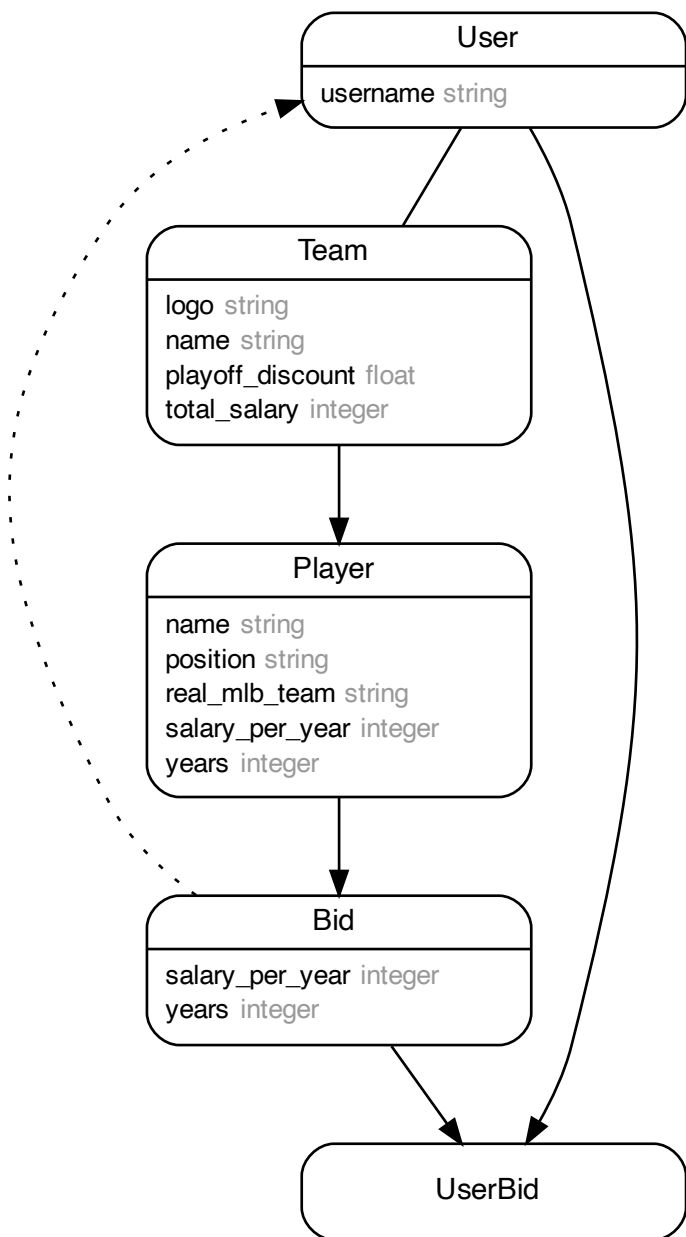 User
username string
Team
logo string
name string
playoff_discount float
total_salary integer
Player
name string
position string
real_mlb_team string
salary_per_year integer
years integer
Bid
salary_per_year integer
years integer
UserBid